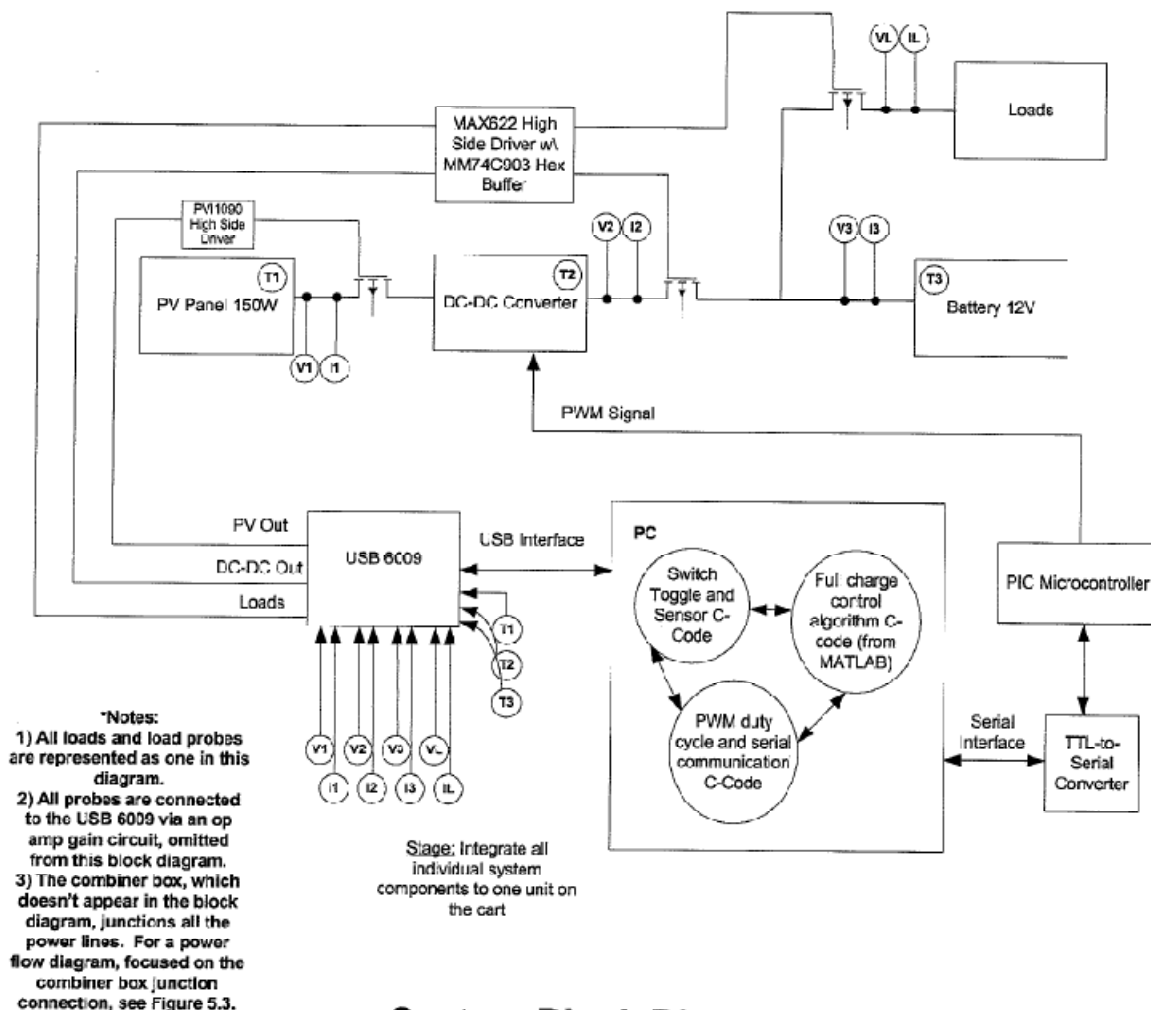 VL
IL
MAX622 High
Side Driver w\
MM74C903 Hex
Buffer
Loads
PVI1090
High Side
Driver
V2
I2
V3
I3
T1
PV Panel 150W
T2
DC-DC Converter
T3
Battery 12V
V1
I1
PWM Signal
PV Out
DC-DC Out
Loads
USB 6009
USB Interface
PC
Switch
Toggle and
Sensor C-
Code
Full charge
control
algorithm C-
code (from
MATLAB)
PWM duty
cycle and serial
communication
C-Code
PIC Microcontroller
Serial
Interface
TTL-to-
Serial
Converter
T1
T2
T3
V1
V2
V3
VL
I1
I2
I3
IL
*Notes:
1) All loads and load probes
are represented as one in this
diagram.
2) All probes are connected
to the USB 6009 via an op
amp gain circuit, omitted
from this block diagram.
3) The combiner box, which
doesn't appear in the block
diagram, junctions all the
power lines. For a power
flow diagram, focused on the
combiner box junction
connection, see Figure 5.3.
Stage: Integrate all
individual system
components to one unit on
the cart